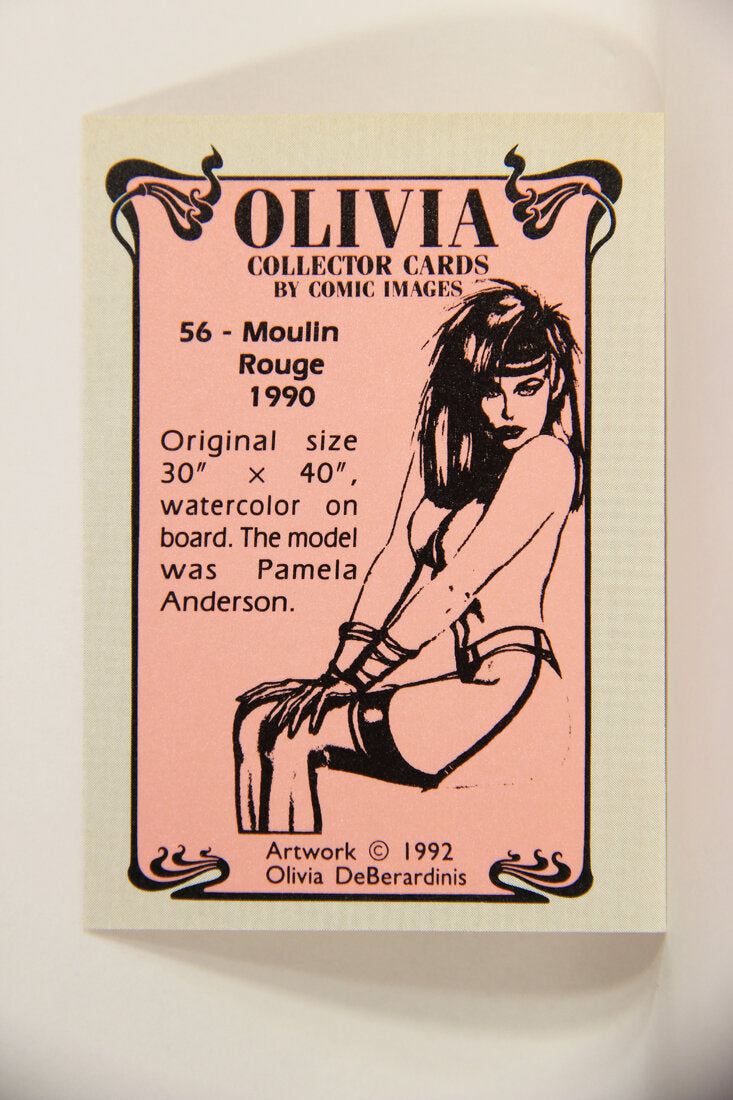 OLIVIA
COLLECTOR CARDS
BY COMIC IMAGES
56 - Moulin
Rouge
1990
Original size
30" × 40",
watercolor on
board. The model
was Pamela
Anderson.
Artwork © 1992
Olivia DeBerardinis